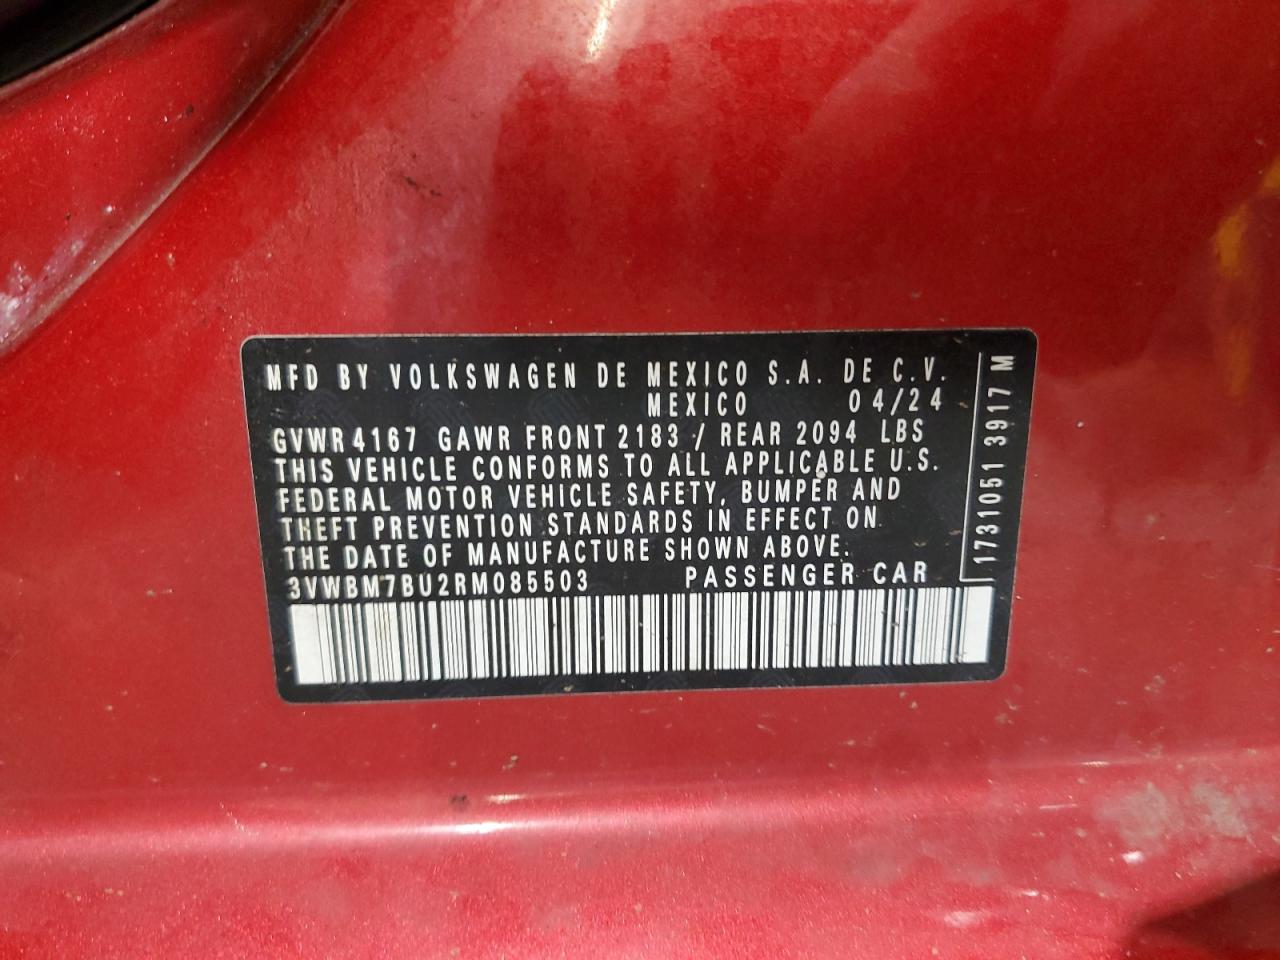 MFD BY VOLKSWAGEN DE MEXICO S.A. DE C.V.
MEXICO 04/24
GVWR 4167 GAWR FRONT 2183 / REAR 2094 LBS
THIS VEHICLE CONFORMS TO ALL APPLICABLE U.S.
FEDERAL MOTOR VEHICLE SAFETY, BUMPER AND
THEFT PREVENTION STANDARDS IN EFFECT ON
THE DATE OF MANUFACTURE SHOWN ABOVE:
3VWBM7BU2RM085503 PASSENGER CAR
1731051 3917 M